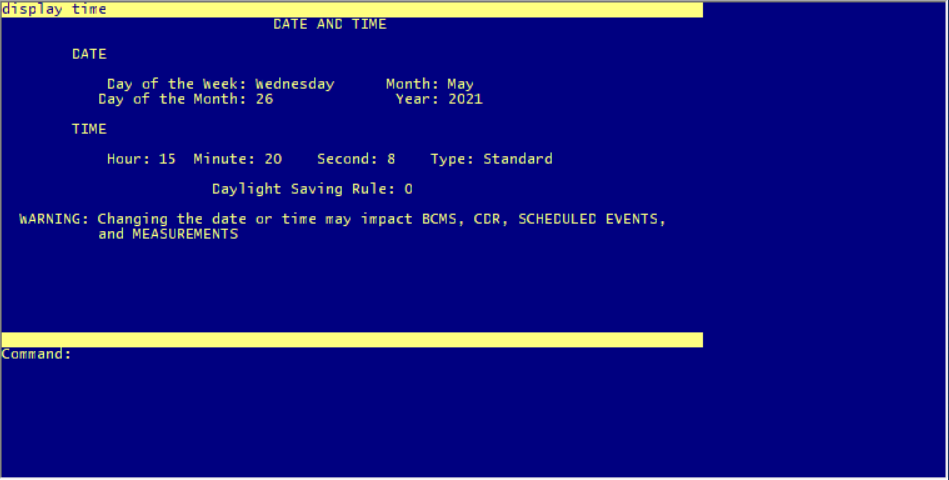 display time
DATE AND TIME
DATE
Day of the Week: Wednesday Month: May
Day of the Month: 26 Year: 2021
TIME
Hour: 15 Minute: 20 Second: 8 Type: Standard
Daylight Saving Rule: 0
WARNING: Changing the date or time may impact BCMS, CDR, SCHEDULED EVENTS,
and MEASUREMENTS
Command: